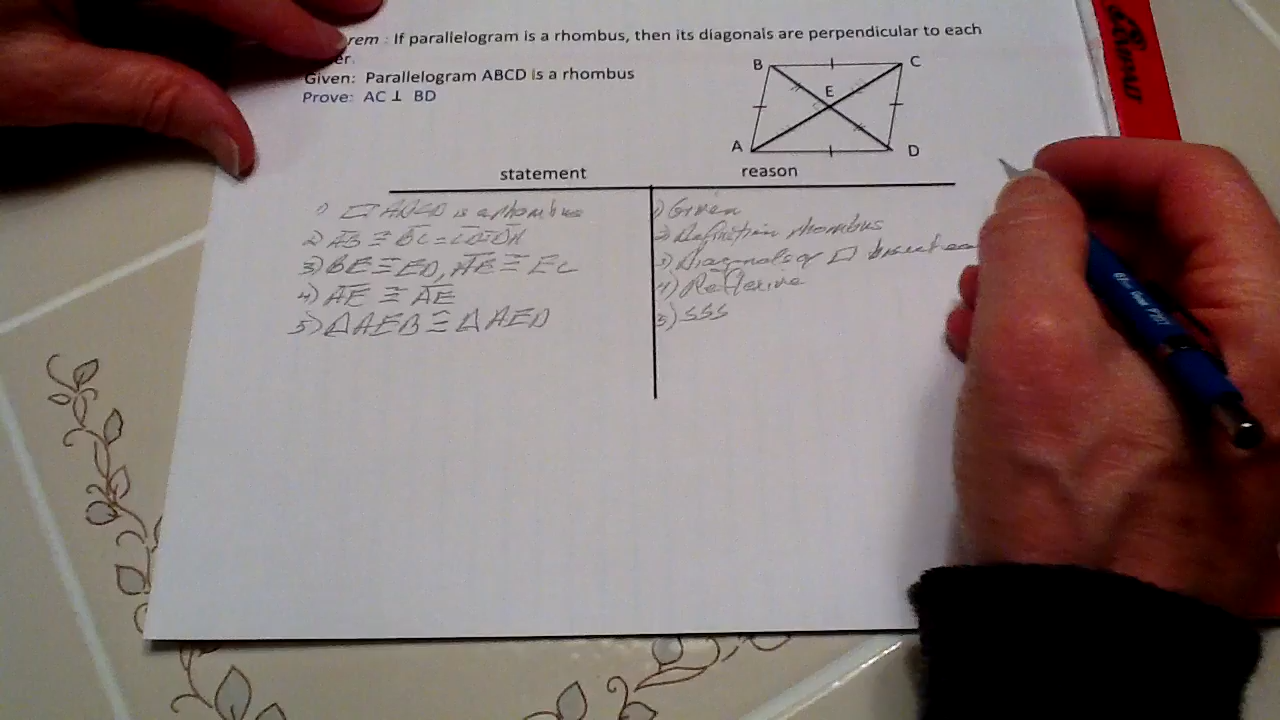 rem : If parallelogram is a rhombus, then its diagonals are perpendicular to each
er.
Given: Parallelogram ABCD is a rhombus
Prove: AC ⊥ BD
B C
E
A D
statement reason
1) ▱ ABCD is a rhombus 1) Given
2) AB ≅ BC = CD = DA 2) Definition rhombus
3) BE ≅ ED, AE ≅ EC 3) Diagonals of ▱ bisect ea
4) AE ≅ AE 4) Reflexive
5) △AEB ≅ △AED 5) SSS